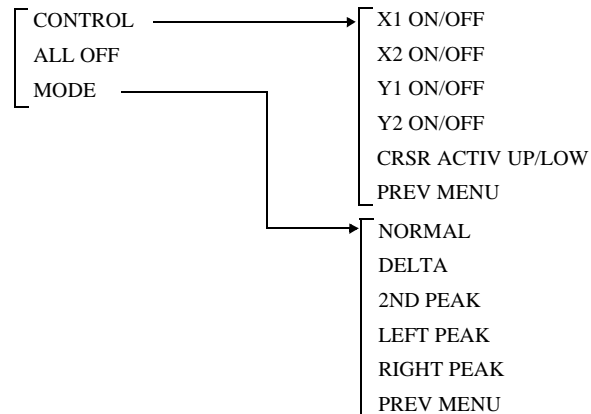 CONTROL
ALL OFF
MODE
X1 ON/OFF
X2 ON/OFF
Y1 ON/OFF
Y2 ON/OFF
CRSR ACTIV UP/LOW
PREV MENU
NORMAL
DELTA
2ND PEAK
LEFT PEAK
RIGHT PEAK
PREV MENU